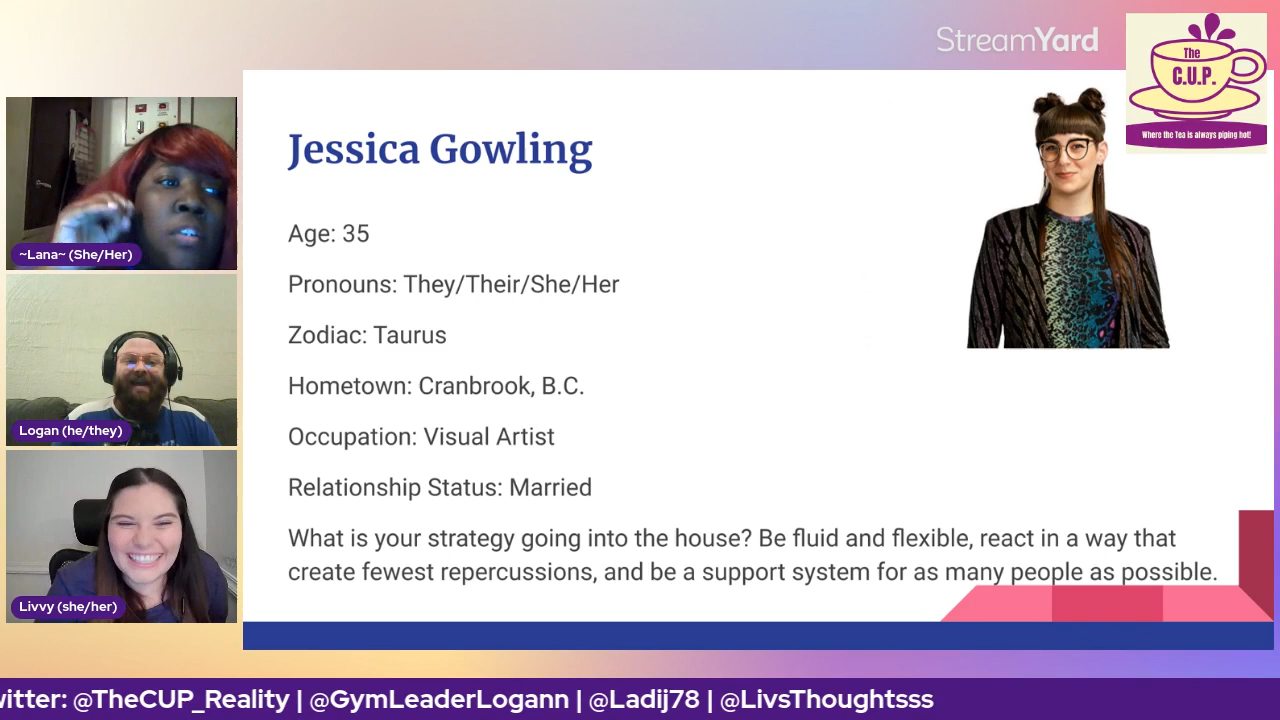 StreamYard
The
C.U.P.
Where the Tea is always piping hot!
Jessica Gowling
Age: 35
Pronouns: They/Their/She/Her
Zodiac: Taurus
Hometown: Cranbrook, B.C.
Occupation: Visual Artist
Relationship Status: Married
What is your strategy going into the house? Be fluid and flexible, react in a way that
create fewest repercussions, and be a support system for as many people as possible.
~Lana~ (She/Her)
Logan (he/they)
Livvy (she/her)
witter: @TheCUP_Reality | @GymLeaderLogann | @Ladij78 | @LivsThoughtsss